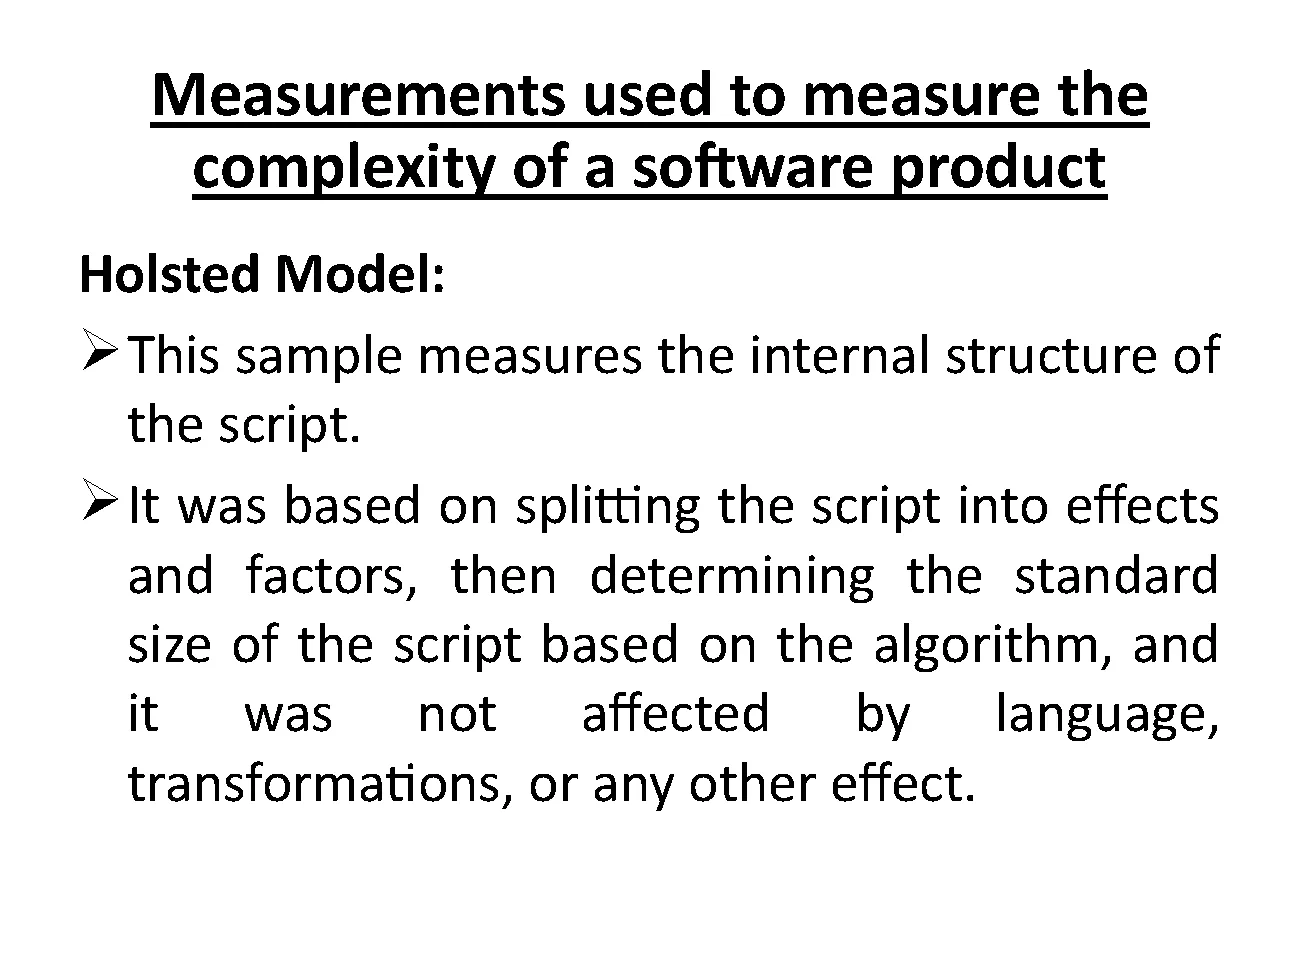 Measurements used to measure the
complexity of a software product
Holsted Model:
➢This sample measures the internal structure of
the script.
➢It was based on splitting the script into effects
and factors, then determining the standard
size of the script based on the algorithm, and
it was not affected by language,
transformations, or any other effect.